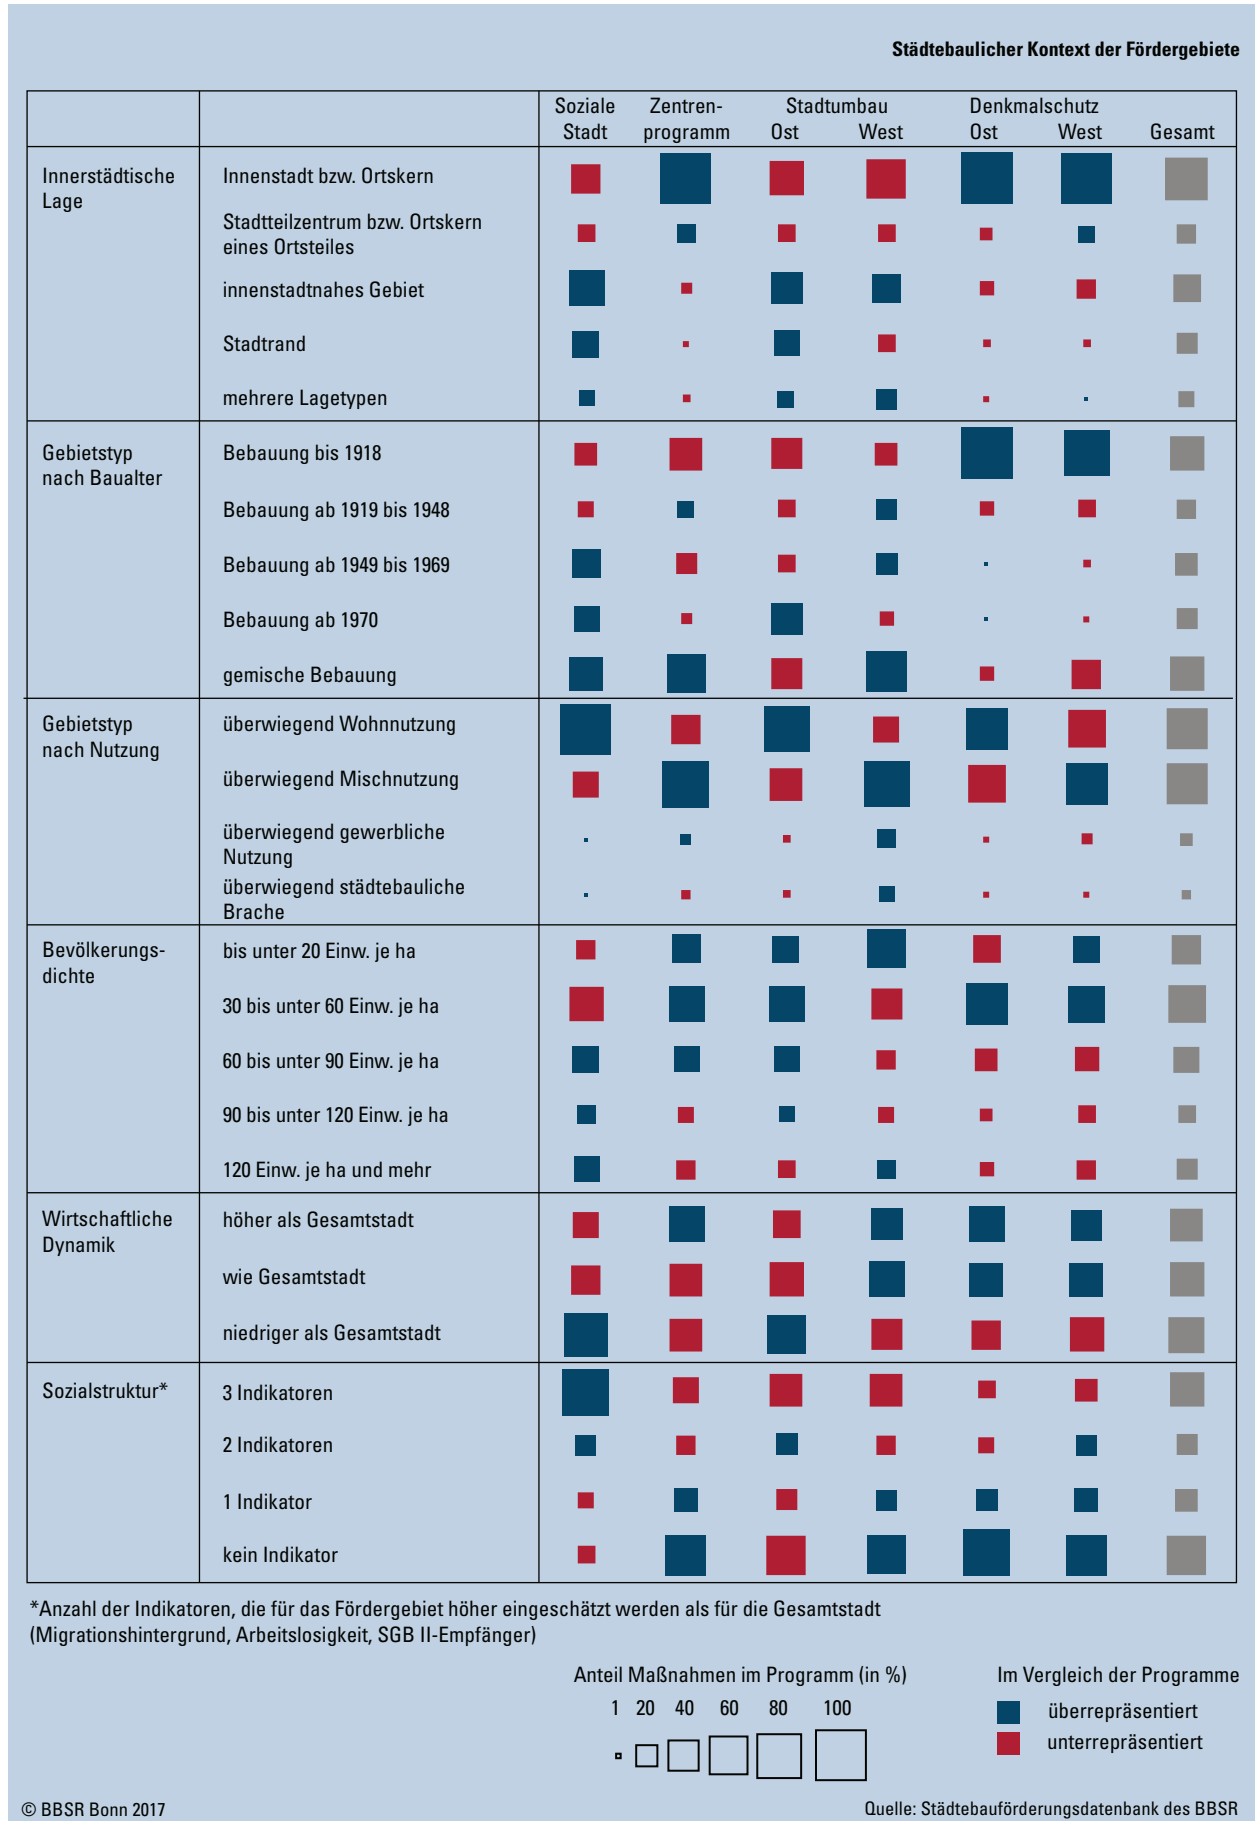 Städtebaulicher Kontext der Fördergebiete
Soziale Stadt
Zentren-
programm
Stadtumbau
Ost West
Denkmalschutz
Ost West
Gesamt
Innerstädtische
Lage
Innenstadt bzw. Ortskern
Stadtteilzentrum bzw. Ortskern
eines Ortsteiles
innenstadtnahes Gebiet
Stadtrand
mehrere Lagetypen
Gebietstyp
nach Baualter
Bebauung bis 1918
Bebauung ab 1919 bis 1948
Bebauung ab 1949 bis 1969
Bebauung ab 1970
gemische Bebauung
Gebietstyp
nach Nutzung
überwiegend Wohnnutzung
überwiegend Mischnutzung
überwiegend gewerbliche
Nutzung
überwiegend städtebauliche
Brache
Bevölkerungs-
dichte
bis unter 20 Einw. je ha
30 bis unter 60 Einw. je ha
60 bis unter 90 Einw. je ha
90 bis unter 120 Einw. je ha
120 Einw. je ha und mehr
Wirtschaftliche
Dynamik
höher als Gesamtstadt
wie Gesamtstadt
niedriger als Gesamtstadt
Sozialstruktur*
3 Indikatoren
2 Indikatoren
1 Indikator
kein Indikator
*Anzahl der Indikatoren, die für das Fördergebiet höher eingeschätzt werden als für die Gesamtstadt
(Migrationshintergrund, Arbeitslosigkeit, SGB II-Empfänger)
Anteil Maßnahmen im Programm (in %)
1 20 40 60 80 100
Im Vergleich der Programme
überrepräsentiert
unterrepräsentiert
© BBSR Bonn 2017
Quelle: Städtebauförderungsdatenbank des BBSR